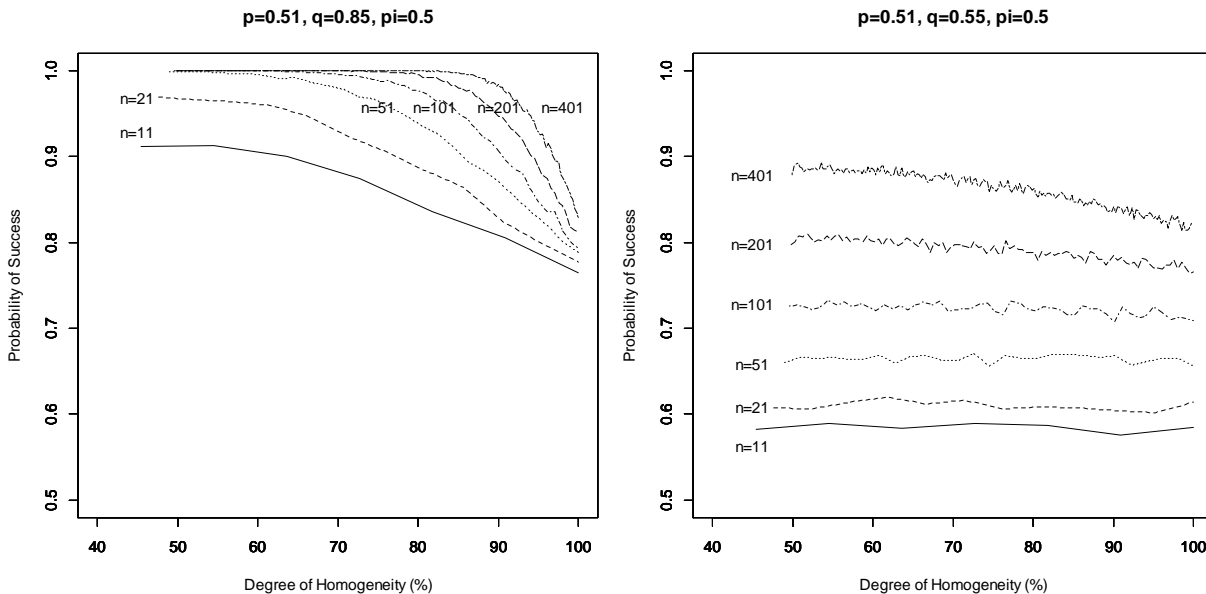 p=0.51, q=0.85, pi=0.5
1.0
0.9
0.8
0.7
0.6
0.5
Probability of Success
n=21
n=11
n=51
n=101
n=201
n=401
40 50 60 70 80 90 100
Degree of Homogeneity (%)
p=0.51, q=0.55, pi=0.5
1.0
0.9
0.8
0.7
0.6
0.5
Probability of Success
n=401
n=201
n=101
n=51
n=21
n=11
40 50 60 70 80 90 100
Degree of Homogeneity (%)